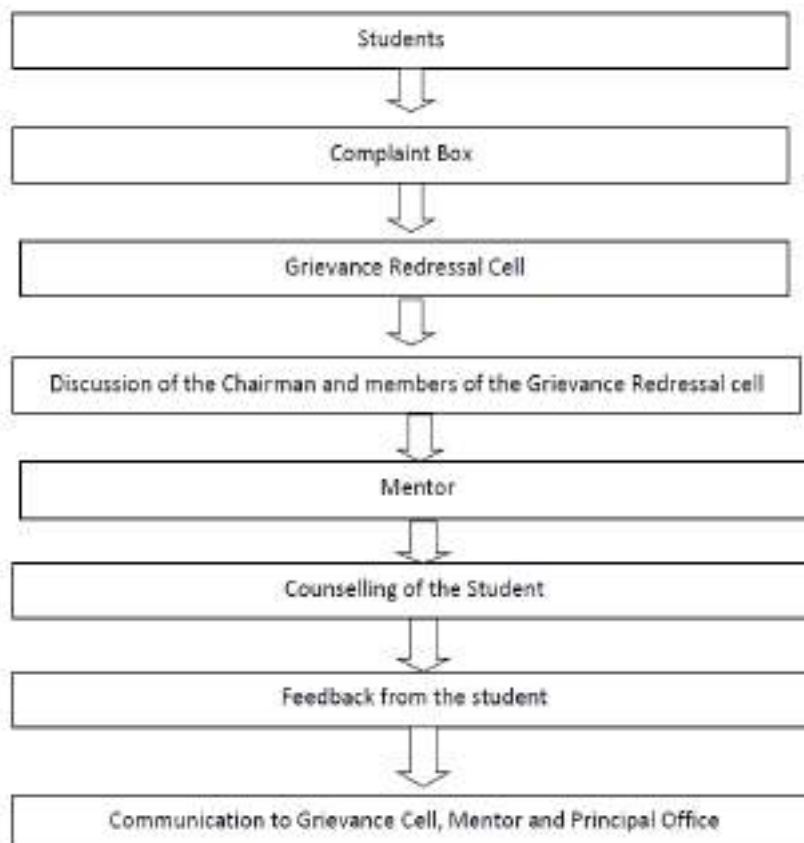 Students
Complaint Box
Grievance Redressal Cell
Discussion of the Chairman and members of the Grievance Redressal cell
Mentor
Counselling of the Student
Feedback from the student
Communication to Grievance Cell, Mentor and Principal Office